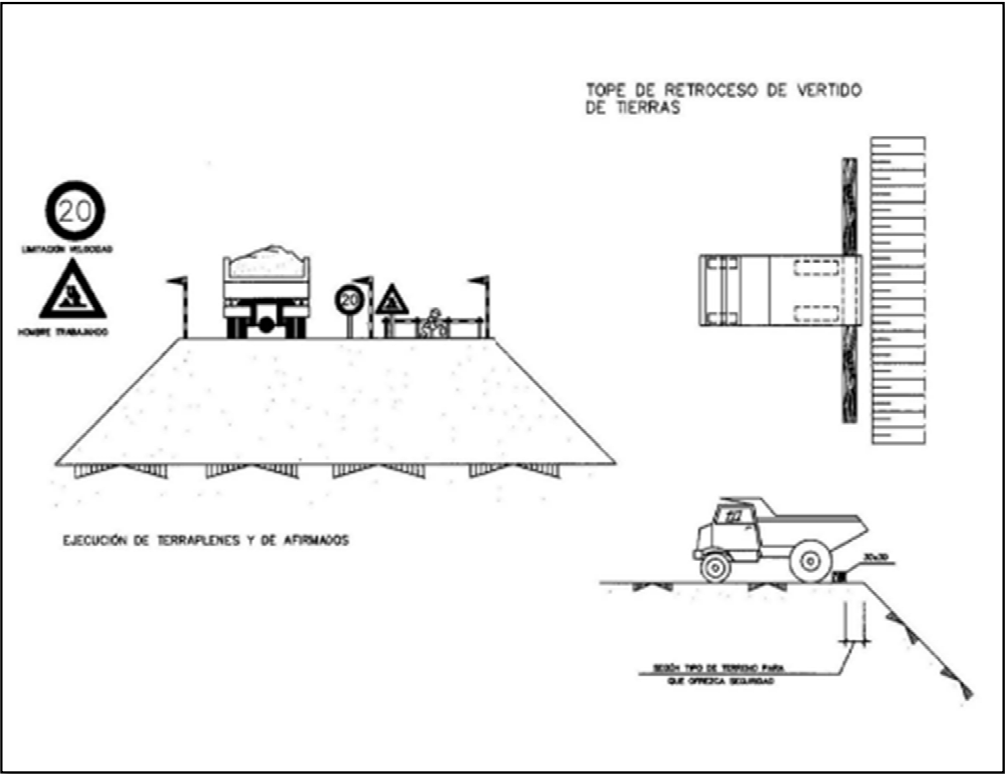 TOPE DE RETROCESO DE VERTIDO
DE TIERRAS
20
LIMITACIÓN VELOCIDAD
HOMBRE TRABAJANDO
20
EJECUCIÓN DE TERRAPLENES Y DE AFIRMADOS
30x30
SEGÚN TIPO DE TERRENO PARA
QUE OFREZCA SEGURIDAD